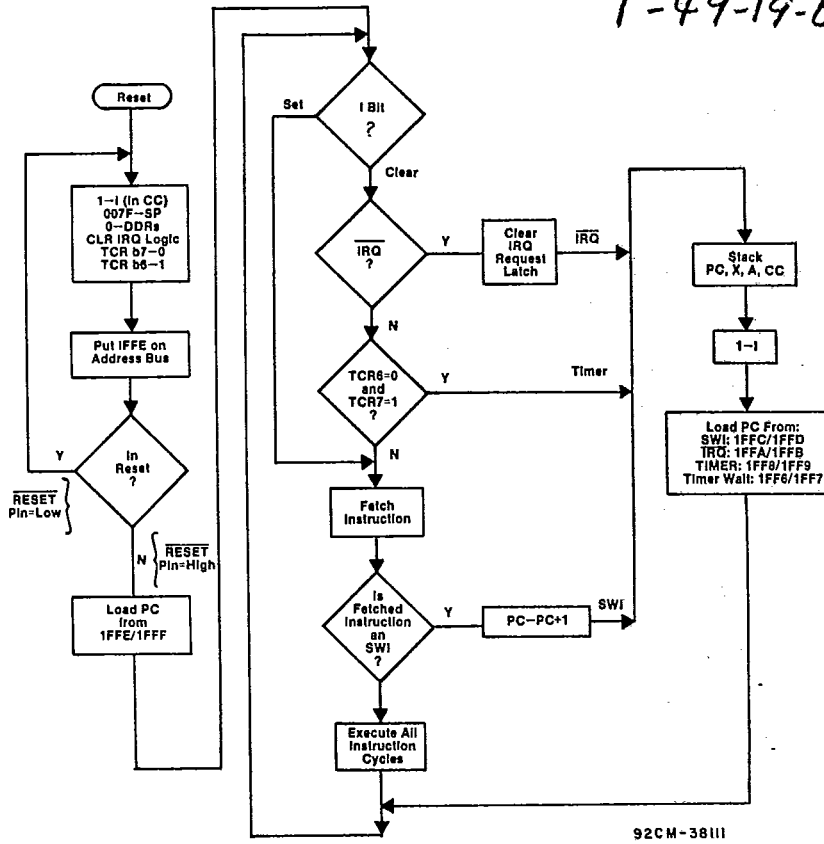 T-49-19-0
Reset
1→I (in CC)
007F→SP
0→DDRs
CLR IRQ Logic
TCR b7→0
TCR b6→1
Put IFFE on
Address Bus
In
Reset
?
Y
RESET
Pin=Low
N
RESET
Pin=High
Load PC
from
1FFE/1FFF
I Bit
?
Set
Clear
IRQ
?
Y
Clear
IRQ
Request
Latch
IRQ
N
TCR6=0
and
TCR7=1
?
Y
Timer
N
Fetch
Instruction
Is
Fetched
Instruction
an
SWI
?
Y
PC→PC+1
SWI
Execute All
Instruction
Cycles
Stack
PC, X, A, CC
1→I
Load PC From:
SWI: 1FFC/1FFD
IRQ: 1FFA/1FFB
TIMER: 1FF8/1FF9
Timer Wait: 1FF6/1FF7
92CM-38111